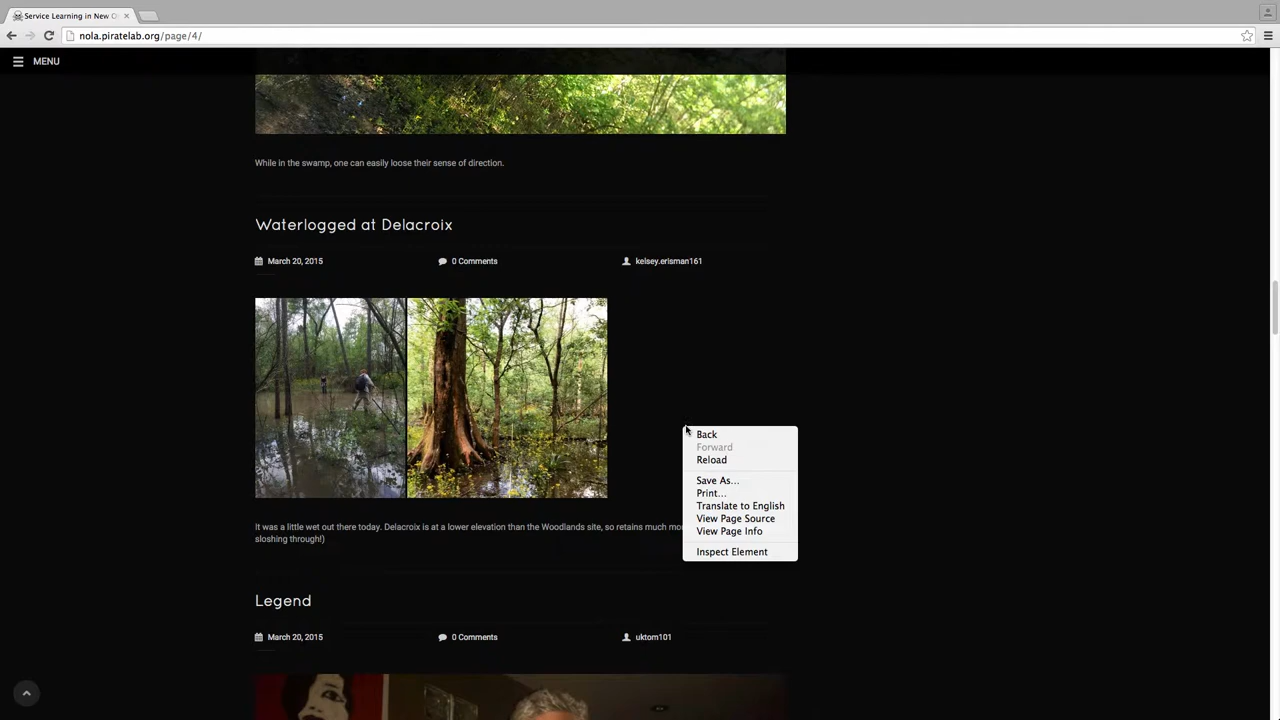 Service Learning in New O
nola.piratelab.org/page/4/
MENU
While in the swamp, one can easily loose their sense of direction.
Waterlogged at Delacroix
March 20, 2015 0 Comments kelsey.erisman161
Back
Forward
Reload
Save As...
Print...
Translate to English
View Page Source
View Page Info
Inspect Element
It was a little wet out there today. Delacroix is at a lower elevation than the Woodlands site, so retains much
sloshing through!)
Legend
March 20, 2015 0 Comments uktom101